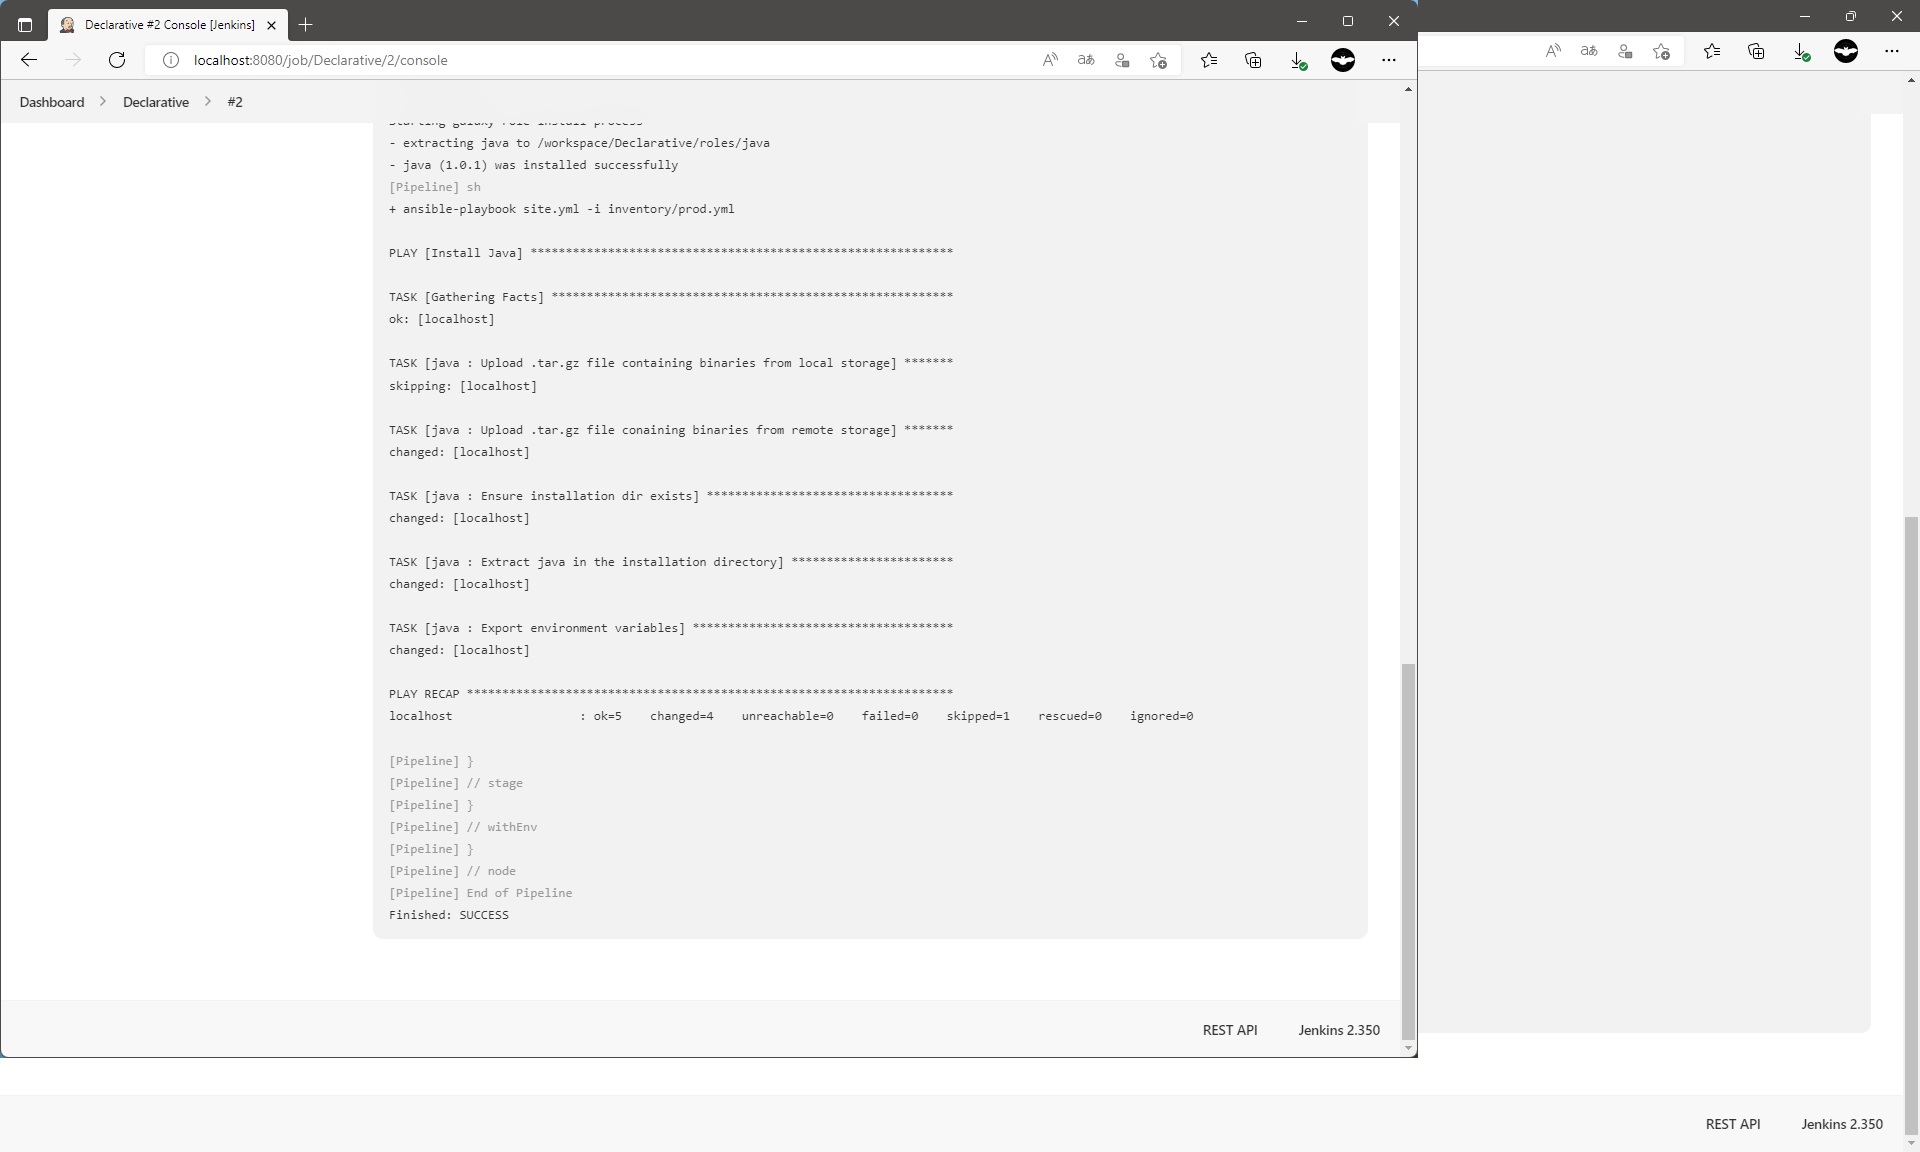 Declarative #2 Console [Jenkins]
localhost:8080/job/Declarative/2/console
Dashboard > Declarative > #2
Starting galaxy role install process
- extracting java to /workspace/Declarative/roles/java
- java (1.0.1) was installed successfully
[Pipeline] sh
+ ansible-playbook site.yml -i inventory/prod.yml
PLAY [Install Java] ************************************************************
TASK [Gathering Facts] *********************************************************
ok: [localhost]
TASK [java : Upload .tar.gz file containing binaries from local storage] *******
skipping: [localhost]
TASK [java : Upload .tar.gz file conaining binaries from remote storage] *******
changed: [localhost]
TASK [java : Ensure installation dir exists] ***********************************
changed: [localhost]
TASK [java : Extract java in the installation directory] ***********************
changed: [localhost]
TASK [java : Export environment variables] *************************************
changed: [localhost]
PLAY RECAP *********************************************************************
localhost                  : ok=5    changed=4    unreachable=0    failed=0    skipped=1    rescued=0    ignored=0
[Pipeline] }
[Pipeline] // stage
[Pipeline] }
[Pipeline] // withEnv
[Pipeline] }
[Pipeline] // node
[Pipeline] End of Pipeline
Finished: SUCCESS
REST API Jenkins 2.350
REST API Jenkins 2.350